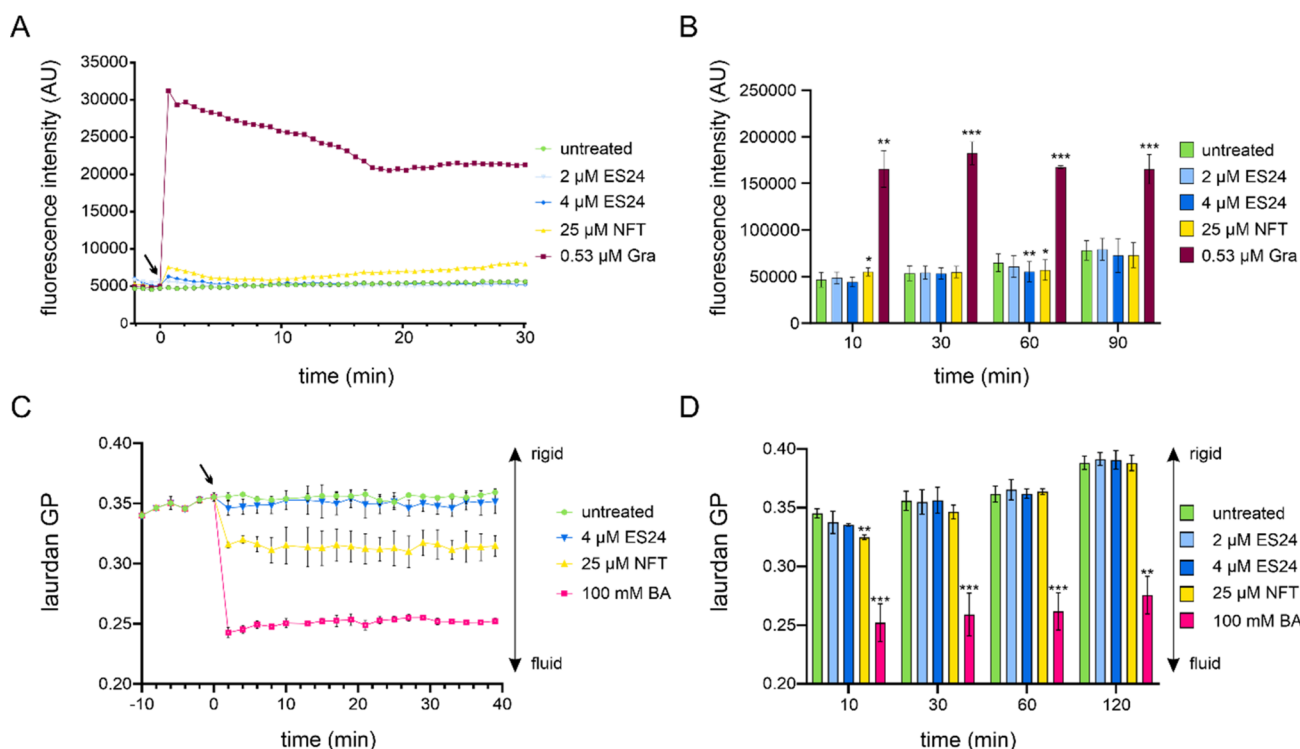 A
fluorescence intensity (AU)
35000
30000
25000
20000
15000
10000
5000
0
0
10
20
30
time (min)
untreated
2 µM ES24
4 µM ES24
25 µM NFT
0.53 µM Gra
B
fluorescence intensity (AU)
250000
200000
150000
100000
50000
0
**
***
***
***
*
**
*
10
30
60
90
time (min)
untreated
2 µM ES24
4 µM ES24
25 µM NFT
0.53 µM Gra
C
laurdan GP
0.40
0.35
0.30
0.25
0.20
-10
0
10
20
30
40
time (min)
rigid
fluid
untreated
4 µM ES24
25 µM NFT
100 mM BA
D
laurdan GP
0.40
0.35
0.30
0.25
0.20
**
***
***
***
**
10
30
60
120
time (min)
rigid
fluid
untreated
2 µM ES24
4 µM ES24
25 µM NFT
100 mM BA